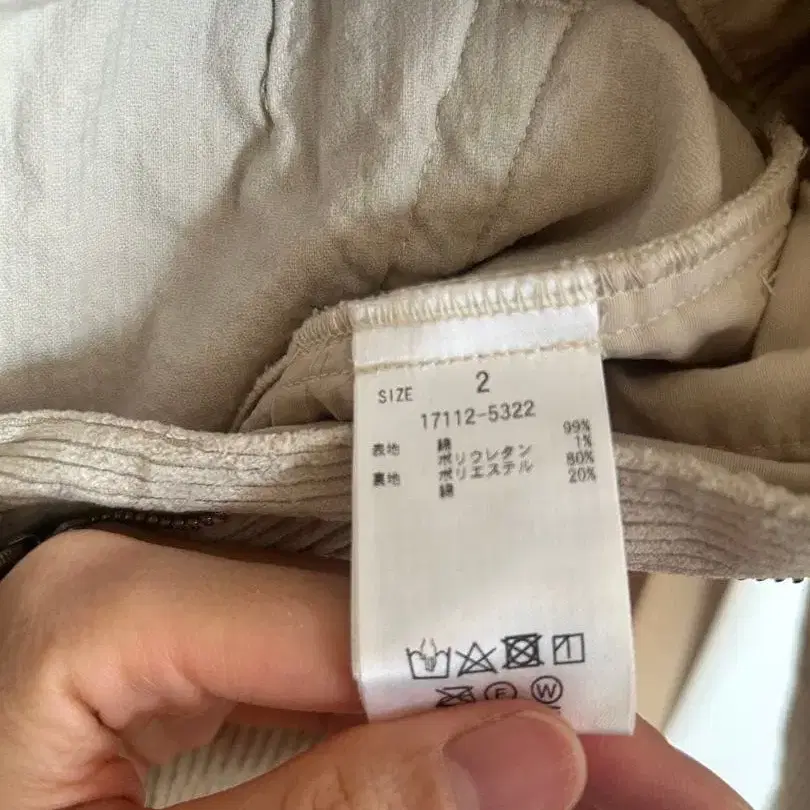 SIZE 2
17112-5322
表地 綿 99%
ポリウレタン 1%
裏地 ポリエステル 80%
綿 20%
F W